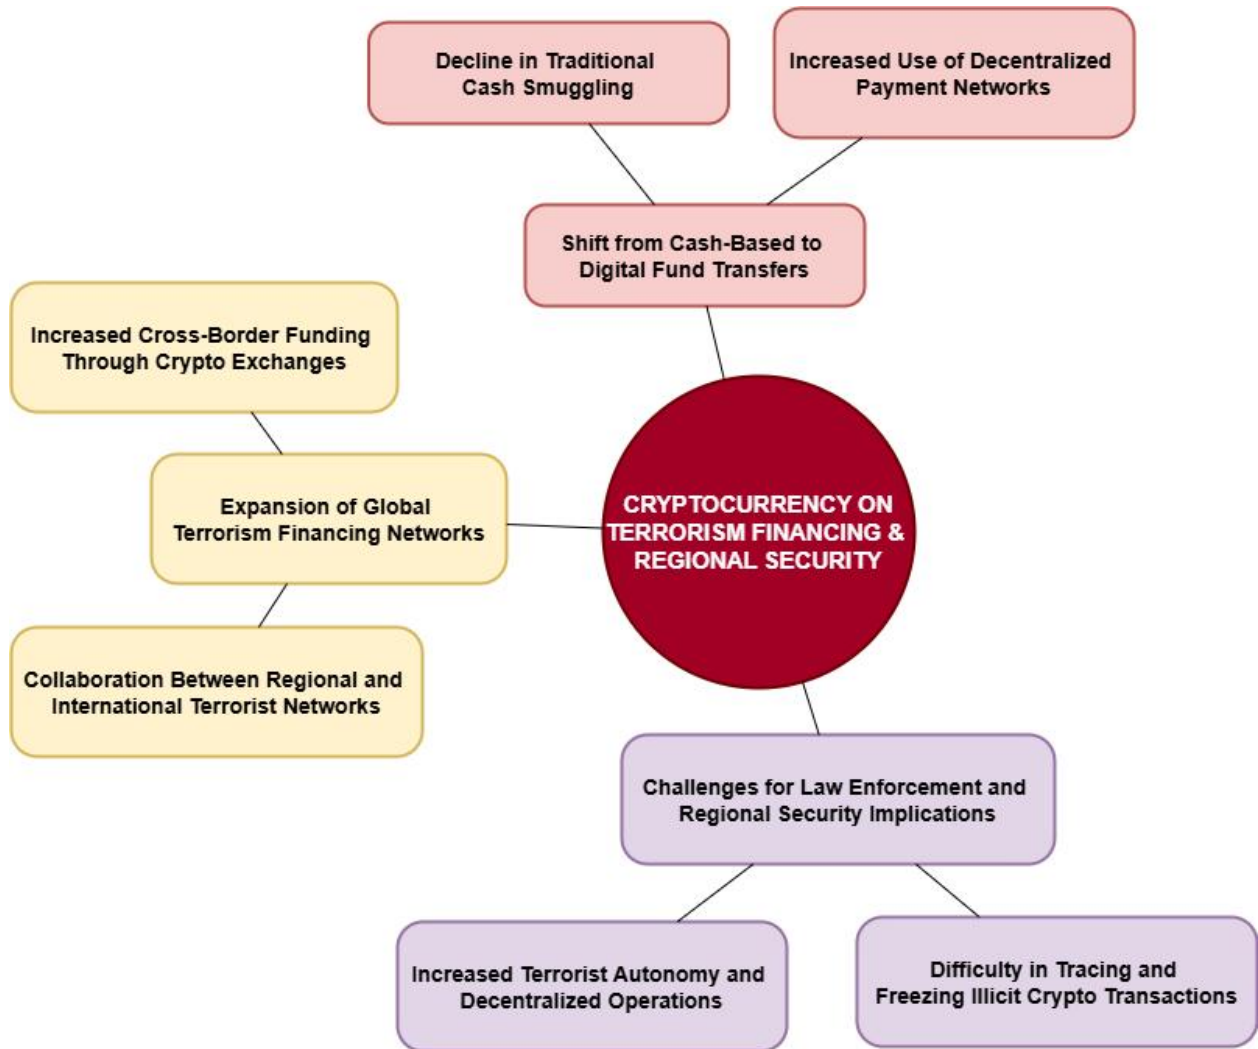 Decline in Traditional
Cash Smuggling
Increased Use of Decentralized
Payment Networks
Shift from Cash-Based to
Digital Fund Transfers
Increased Cross-Border Funding
Through Crypto Exchanges
Expansion of Global
Terrorism Financing Networks
Collaboration Between Regional and
International Terrorist Networks
CRYPTOCURRENCY ON
TERRORISM FINANCING &
REGIONAL SECURITY
Challenges for Law Enforcement and
Regional Security Implications
Increased Terrorist Autonomy and
Decentralized Operations
Difficulty in Tracing and
Freezing Illicit Crypto Transactions